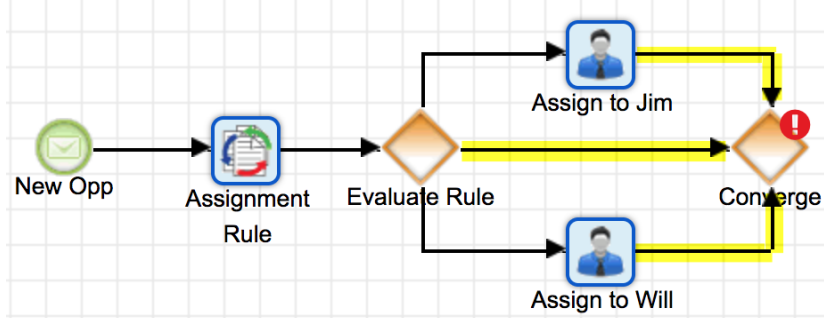 Assign to Jim
New Opp
Assignment
Rule
Evaluate Rule
Converge
Assign to Will